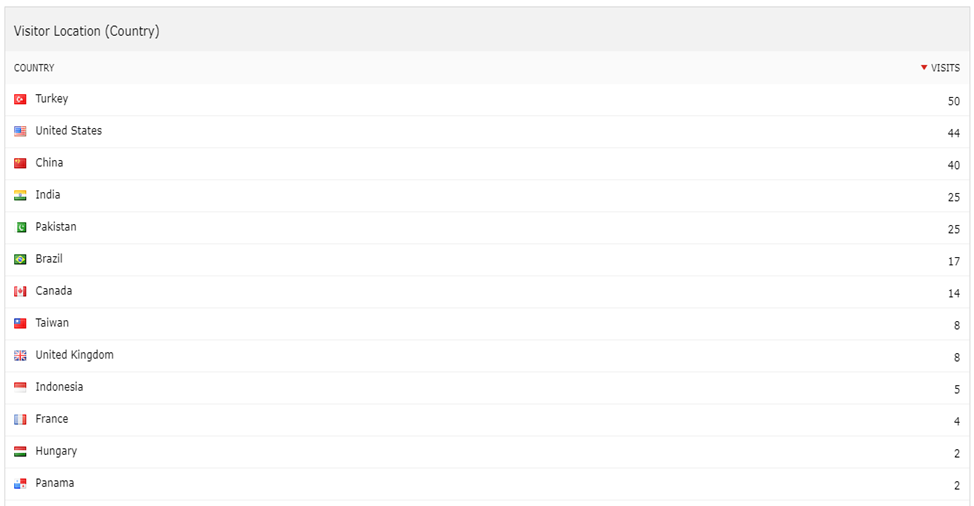 Visitor Location (Country)
COUNTRY VISITS
Turkey 50
United States 44
China 40
India 25
Pakistan 25
Brazil 17
Canada 14
Taiwan 8
United Kingdom 8
Indonesia 5
France 4
Hungary 2
Panama 2